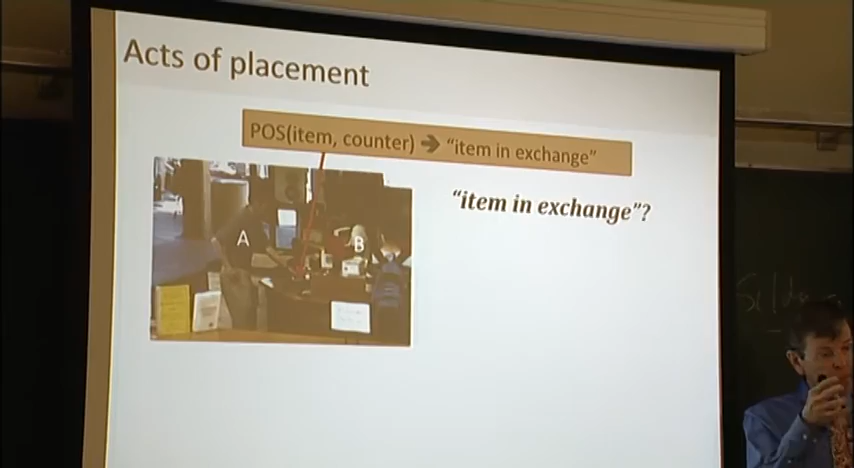 Acts of placement
POS(item, counter) → “item in exchange”
“item in exchange”?
A
B